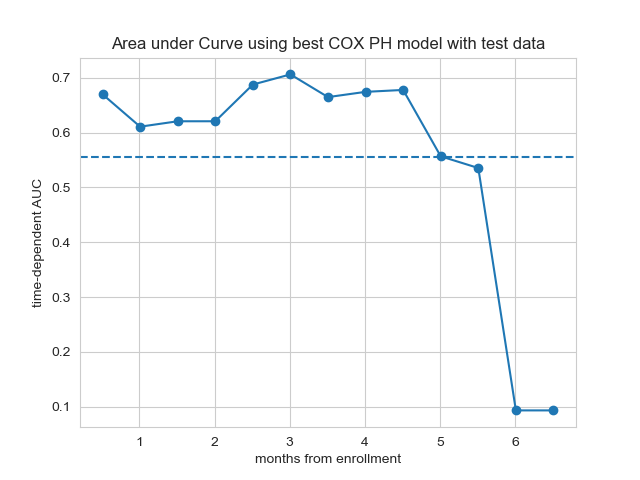 Area under Curve using best COX PH model with test data
time-dependent AUC
0.7
0.6
0.5
0.4
0.3
0.2
0.1
1 2 3 4 5 6
months from enrollment